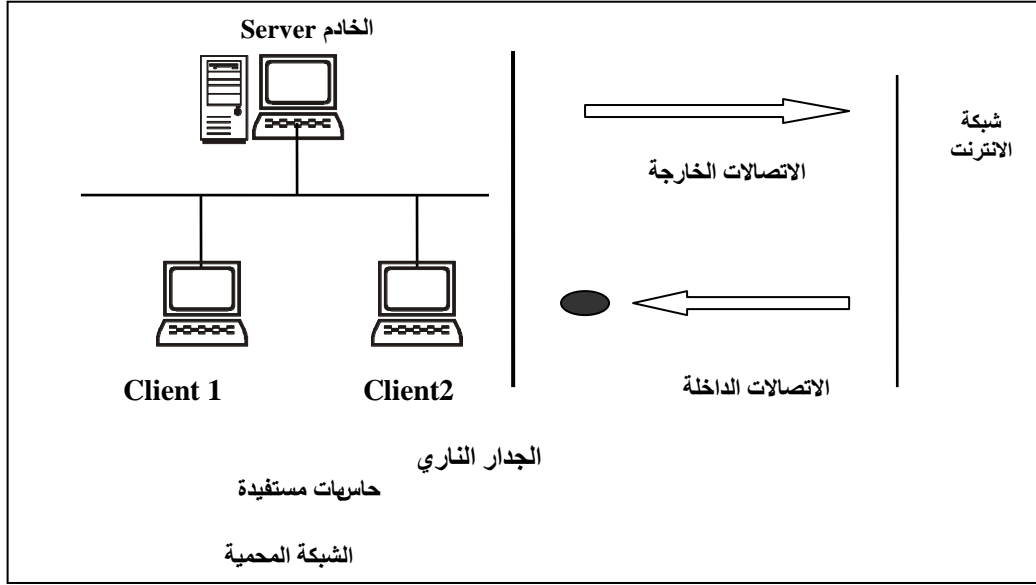 الخادم Server
شبكة
الانترنت
الاتصالات الخارجة
الاتصالات الداخلة
Client 1
Client2
الجدار الناري
حاسبات مستفيدة
الشبكة المحمية